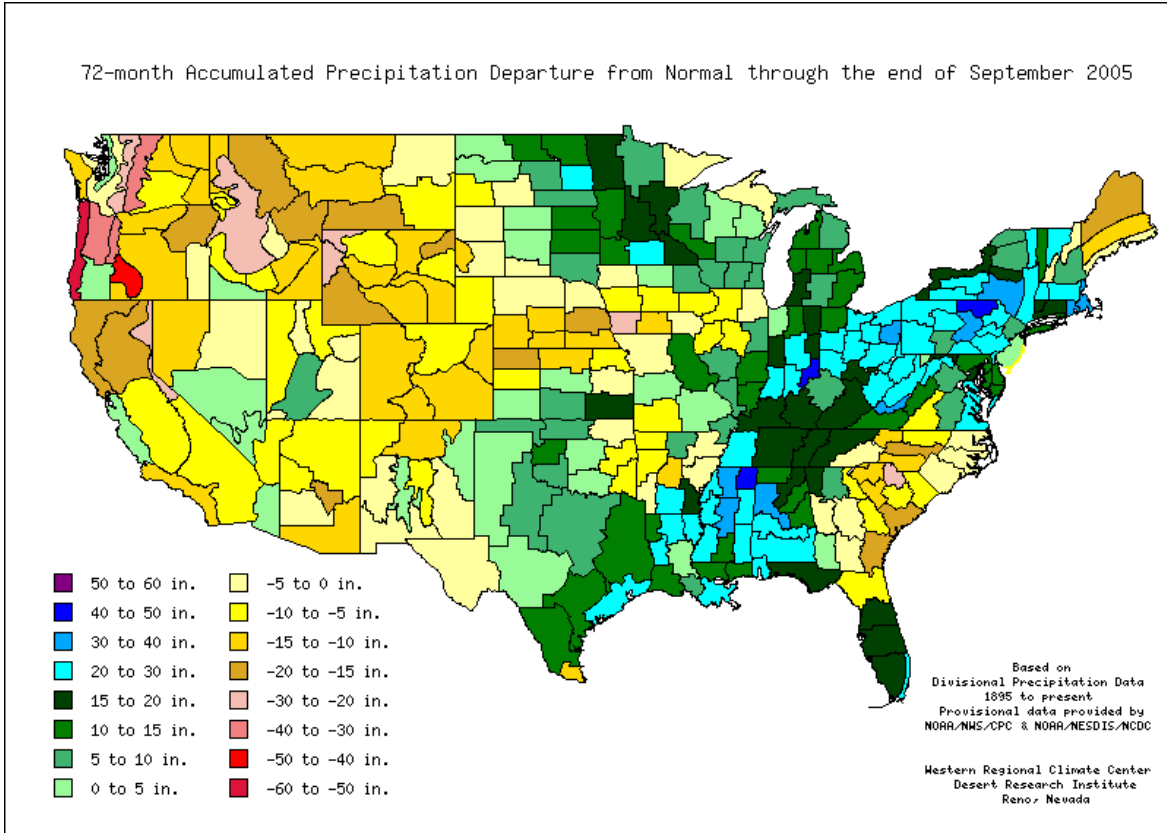 72-month Accumulated Precipitation Departure from Normal through the end of September 2005
50 to 60 in.
40 to 50 in.
30 to 40 in.
20 to 30 in.
15 to 20 in.
10 to 15 in.
5 to 10 in.
0 to 5 in.
-5 to 0 in.
-10 to -5 in.
-15 to -10 in.
-20 to -15 in.
-30 to -20 in.
-40 to -30 in.
-50 to -40 in.
-60 to -50 in.
Based on
Divisional Precipitation Data
1895 to present
Provisional data provided by
NOAA/NWS/CPC & NOAA/NESDIS/NCDC
Western Regional Climate Center
Desert Research Institute
Reno, Nevada